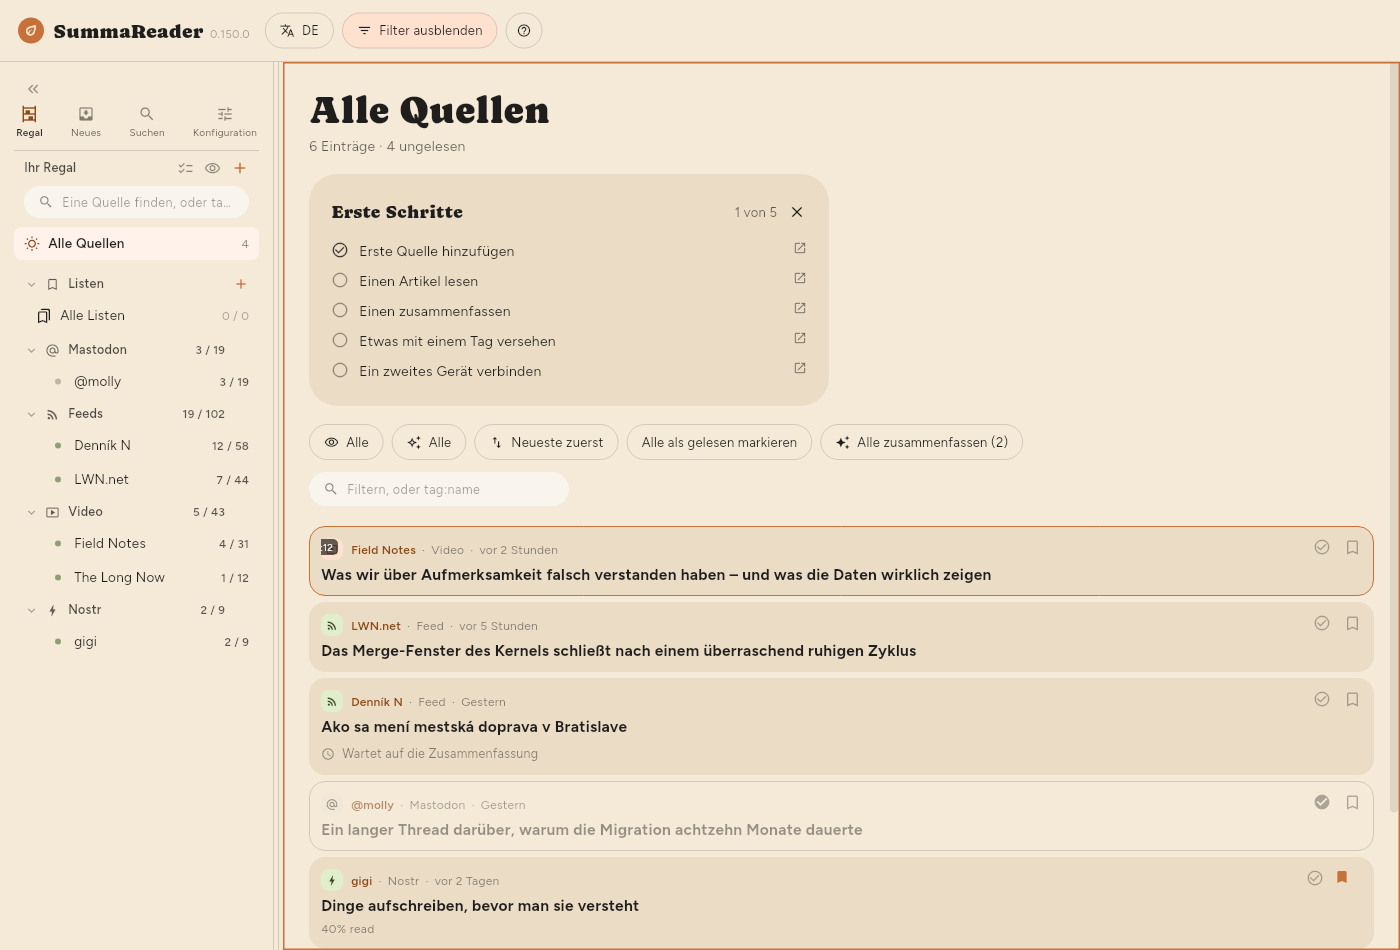 SummaReader 0.150.0
DE
Filter ausblenden
Regal
Neues
Suchen
Konfiguration
Ihr Regal
Eine Quelle finden, oder ta…
Alle Quellen 4
Listen
Alle Listen 0 / 0
Mastodon 3 / 19
@molly 3 / 19
Feeds 19 / 102
Denník N 12 / 58
LWN.net 7 / 44
Video 5 / 43
Field Notes 4 / 31
The Long Now 1 / 12
Nostr 2 / 9
gigi 2 / 9
Alle Quellen
6 Einträge · 4 ungelesen
Erste Schritte 1 von 5
Erste Quelle hinzufügen
Einen Artikel lesen
Einen zusammenfassen
Etwas mit einem Tag versehen
Ein zweites Gerät verbinden
Alle
Alle
Neueste zuerst
Alle als gelesen markieren
Alle zusammenfassen (2)
Filtern, oder tag:name
:12
Field Notes · Video · vor 2 Stunden
Was wir über Aufmerksamkeit falsch verstanden haben – und was die Daten wirklich zeigen
LWN.net · Feed · vor 5 Stunden
Das Merge-Fenster des Kernels schließt nach einem überraschend ruhigen Zyklus
Denník N · Feed · Gestern
Ako sa mení mestská doprava v Bratislave
Wartet auf die Zusammenfassung
@molly · Mastodon · Gestern
Ein langer Thread darüber, warum die Migration achtzehn Monate dauerte
gigi · Nostr · vor 2 Tagen
Dinge aufschreiben, bevor man sie versteht
40% read